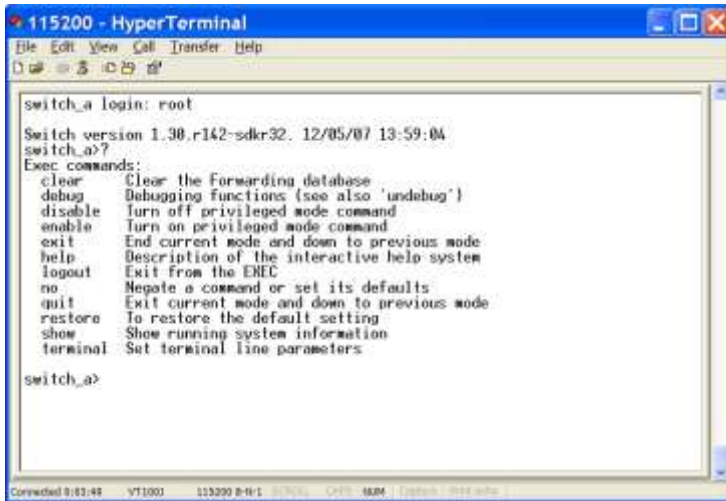 115200 - HyperTerminal
File Edit View Call Transfer Help
switch_a login: root
Switch version 1.30.r142-sdkr32. 12/05/07 13:59:04
switch_a>?
Exec commands:
clear Clear the Forwarding database
debug Debugging functions (see also 'undebug')
disable Turn off privileged mode command
enable Turn on privileged mode command
exit End current mode and down to previous mode
help Description of the interactive help system
logout Exit from the EXEC
no Negate a command or set its defaults
quit Exit current mode and down to previous mode
restore To restore the default setting
show Show running system information
terminal Set terminal line parameters
switch_a>
Connected 0:03:48 VT100J 115200 8-N-1 SCROLL CAPS NUM Capture Print echo